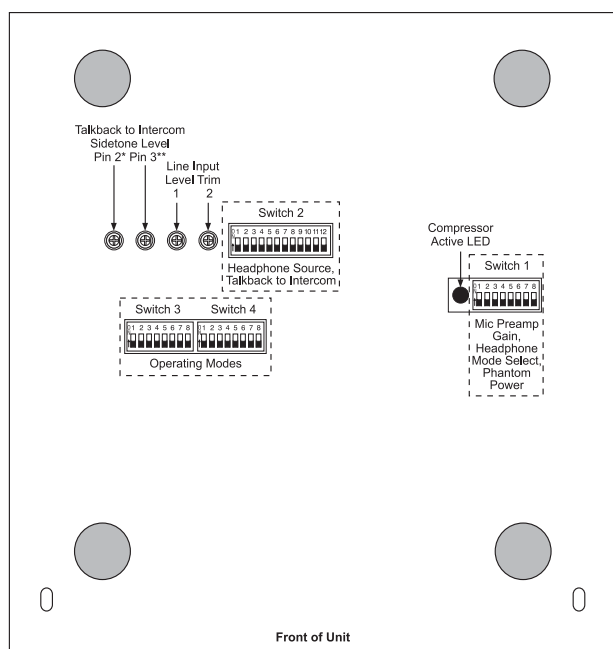 Talkback to Intercom
Sidetone Level
Pin 2* Pin 3**
Line Input
Level Trim
1 2
Switch 2
1 2 3 4 5 6 7 8 9 10 11 12
Headphone Source,
Talkback to Intercom
Compressor
Active LED
Switch 1
1 2 3 4 5 6 7 8
Mic Preamp
Gain,
Headphone
Mode Select,
Phantom
Power
Switch 3 Switch 4
1 2 3 4 5 6 7 8 1 2 3 4 5 6 7 8
Operating Modes
Front of Unit